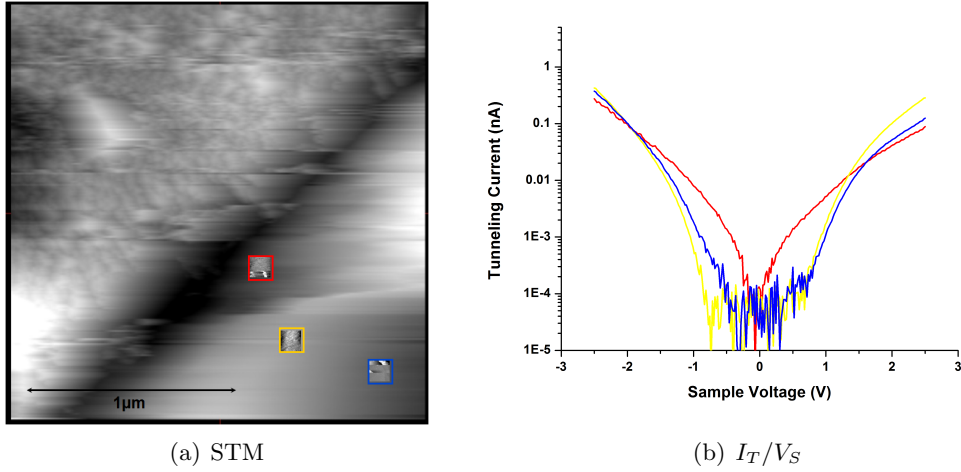 1µm
(a) STM
Tunneling Current (nA)
1
0.1
0.01
1E-3
1E-4
1E-5
-3
-2
-1
0
1
2
3
Sample Voltage (V)
(b) I_T/V_S